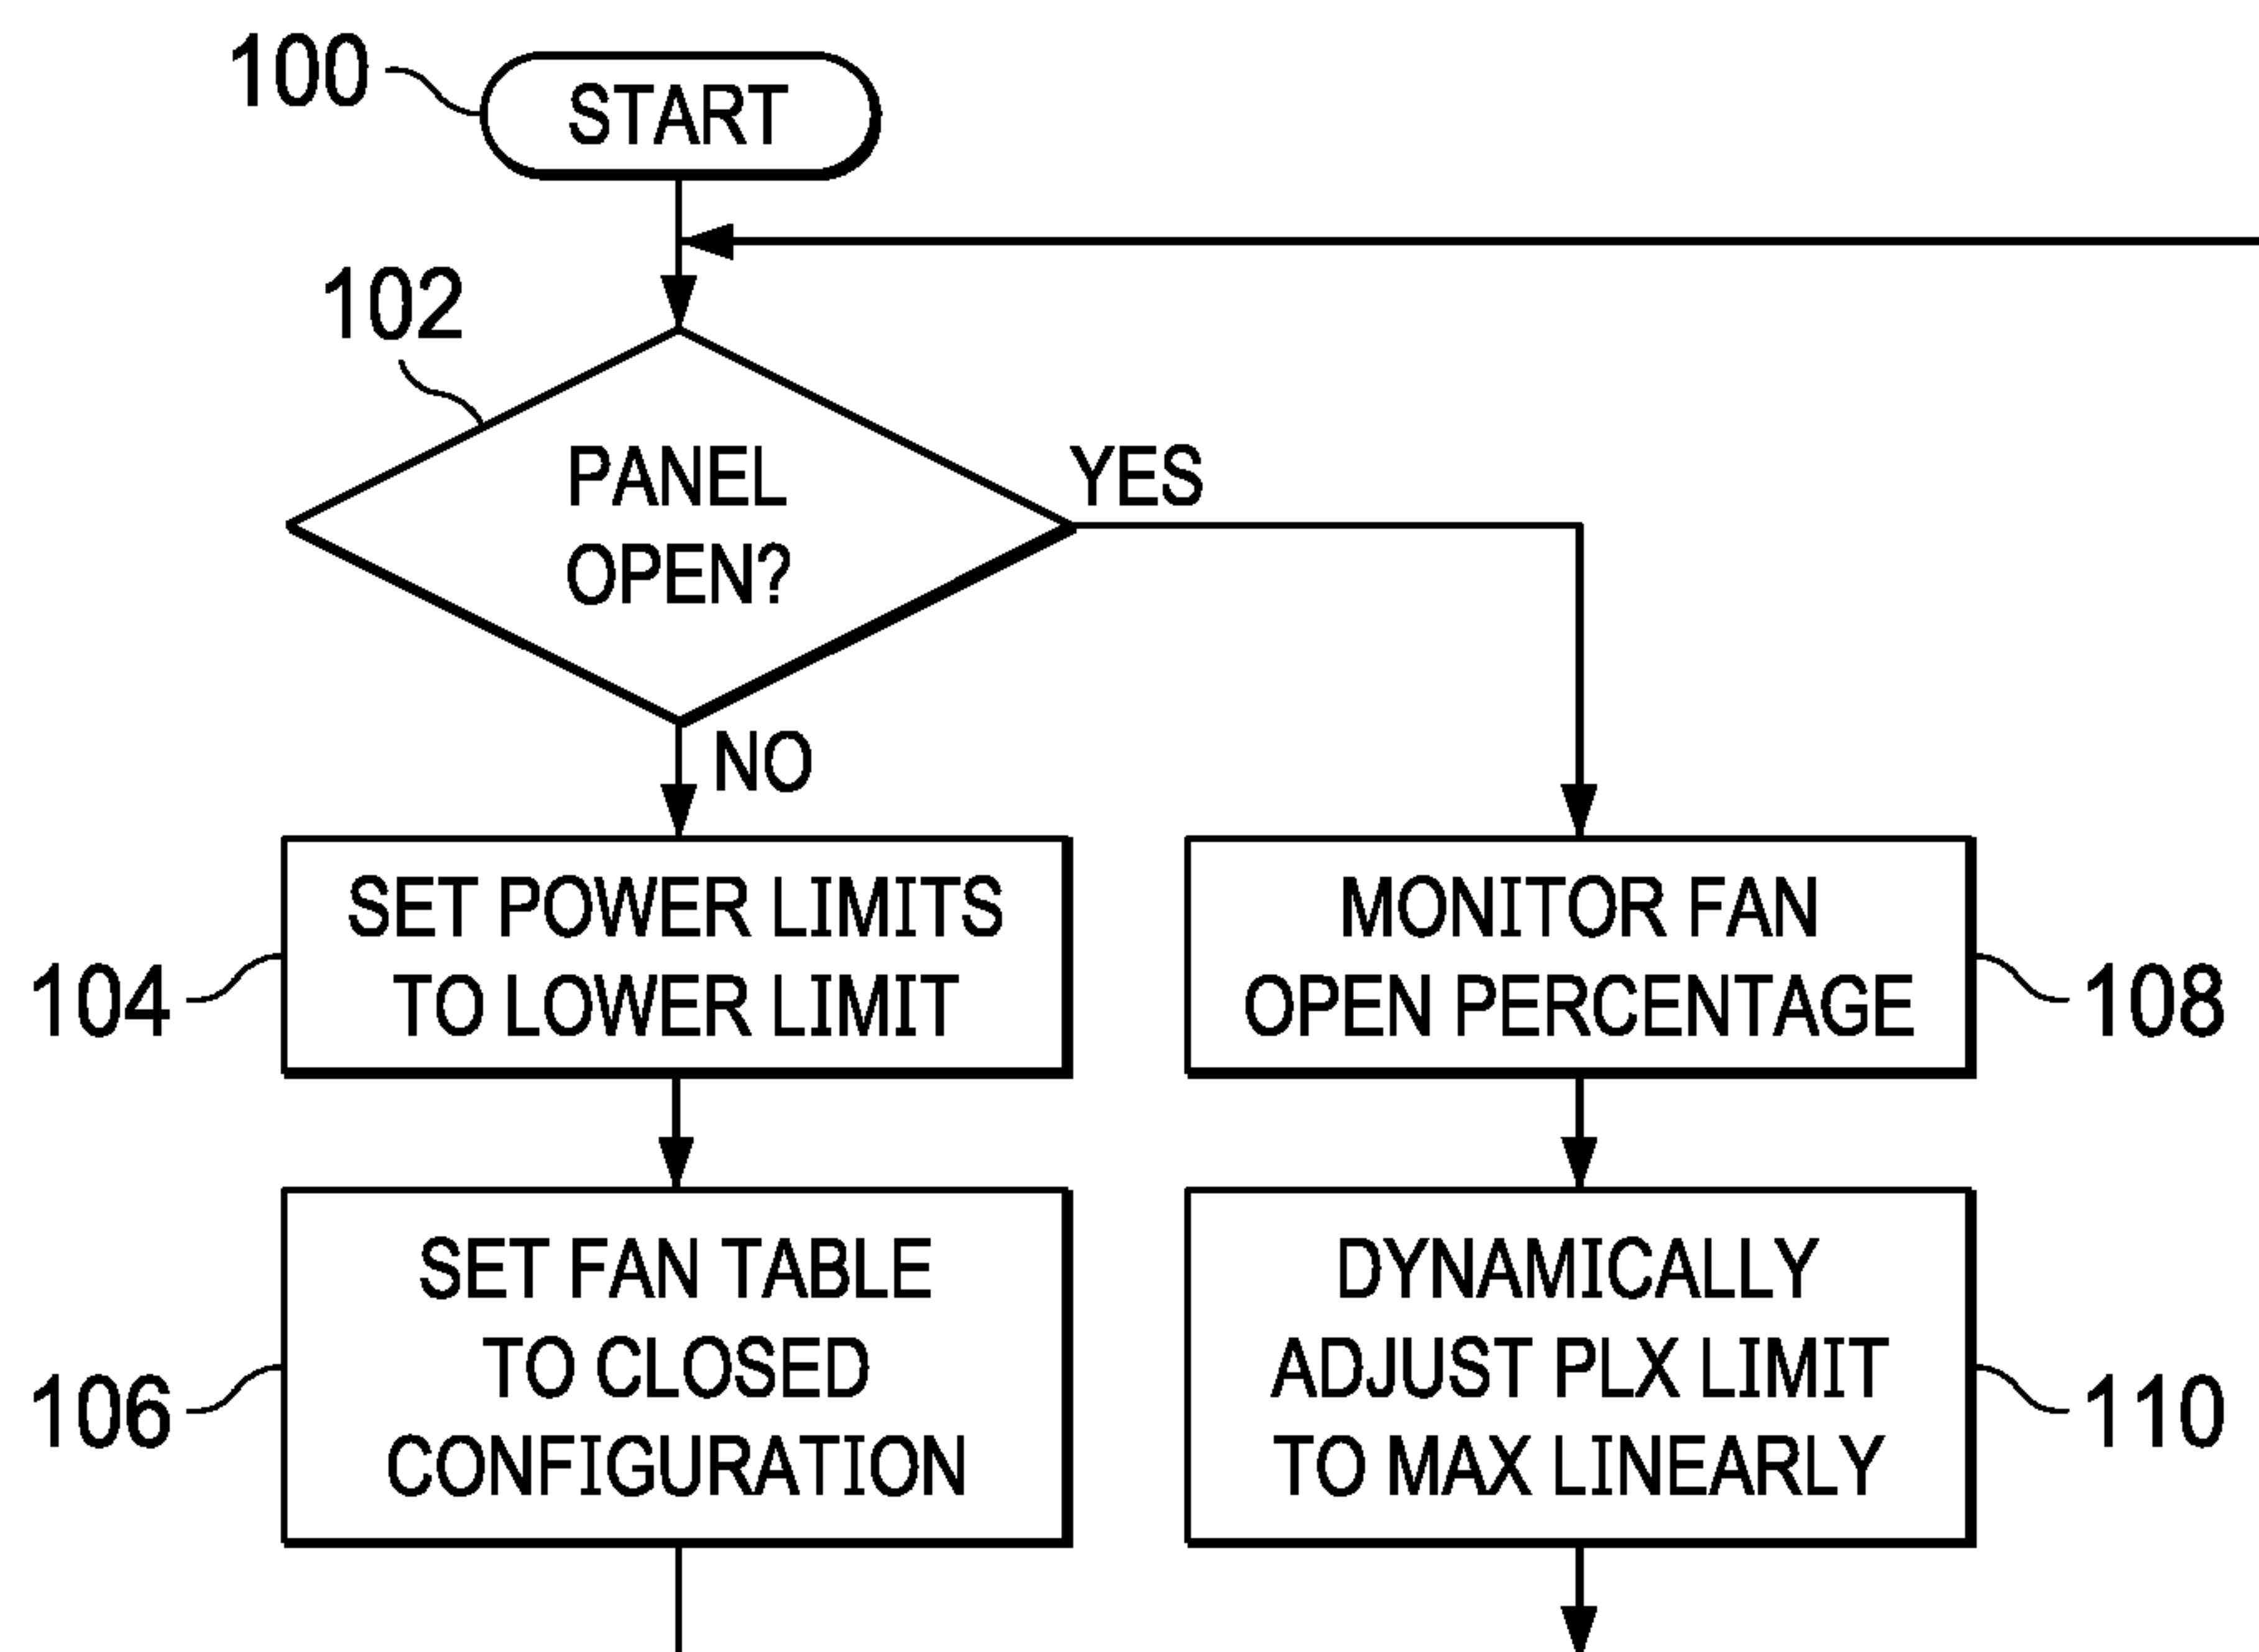 100
START
102
PANEL
OPEN?
YES
NO
SET POWER LIMITS
TO LOWER LIMIT
104
MONITOR FAN
OPEN PERCENTAGE
108
SET FAN TABLE
TO CLOSED
CONFIGURATION
106
DYNAMICALLY
ADJUST PLX LIMIT
TO MAX LINEARLY
110